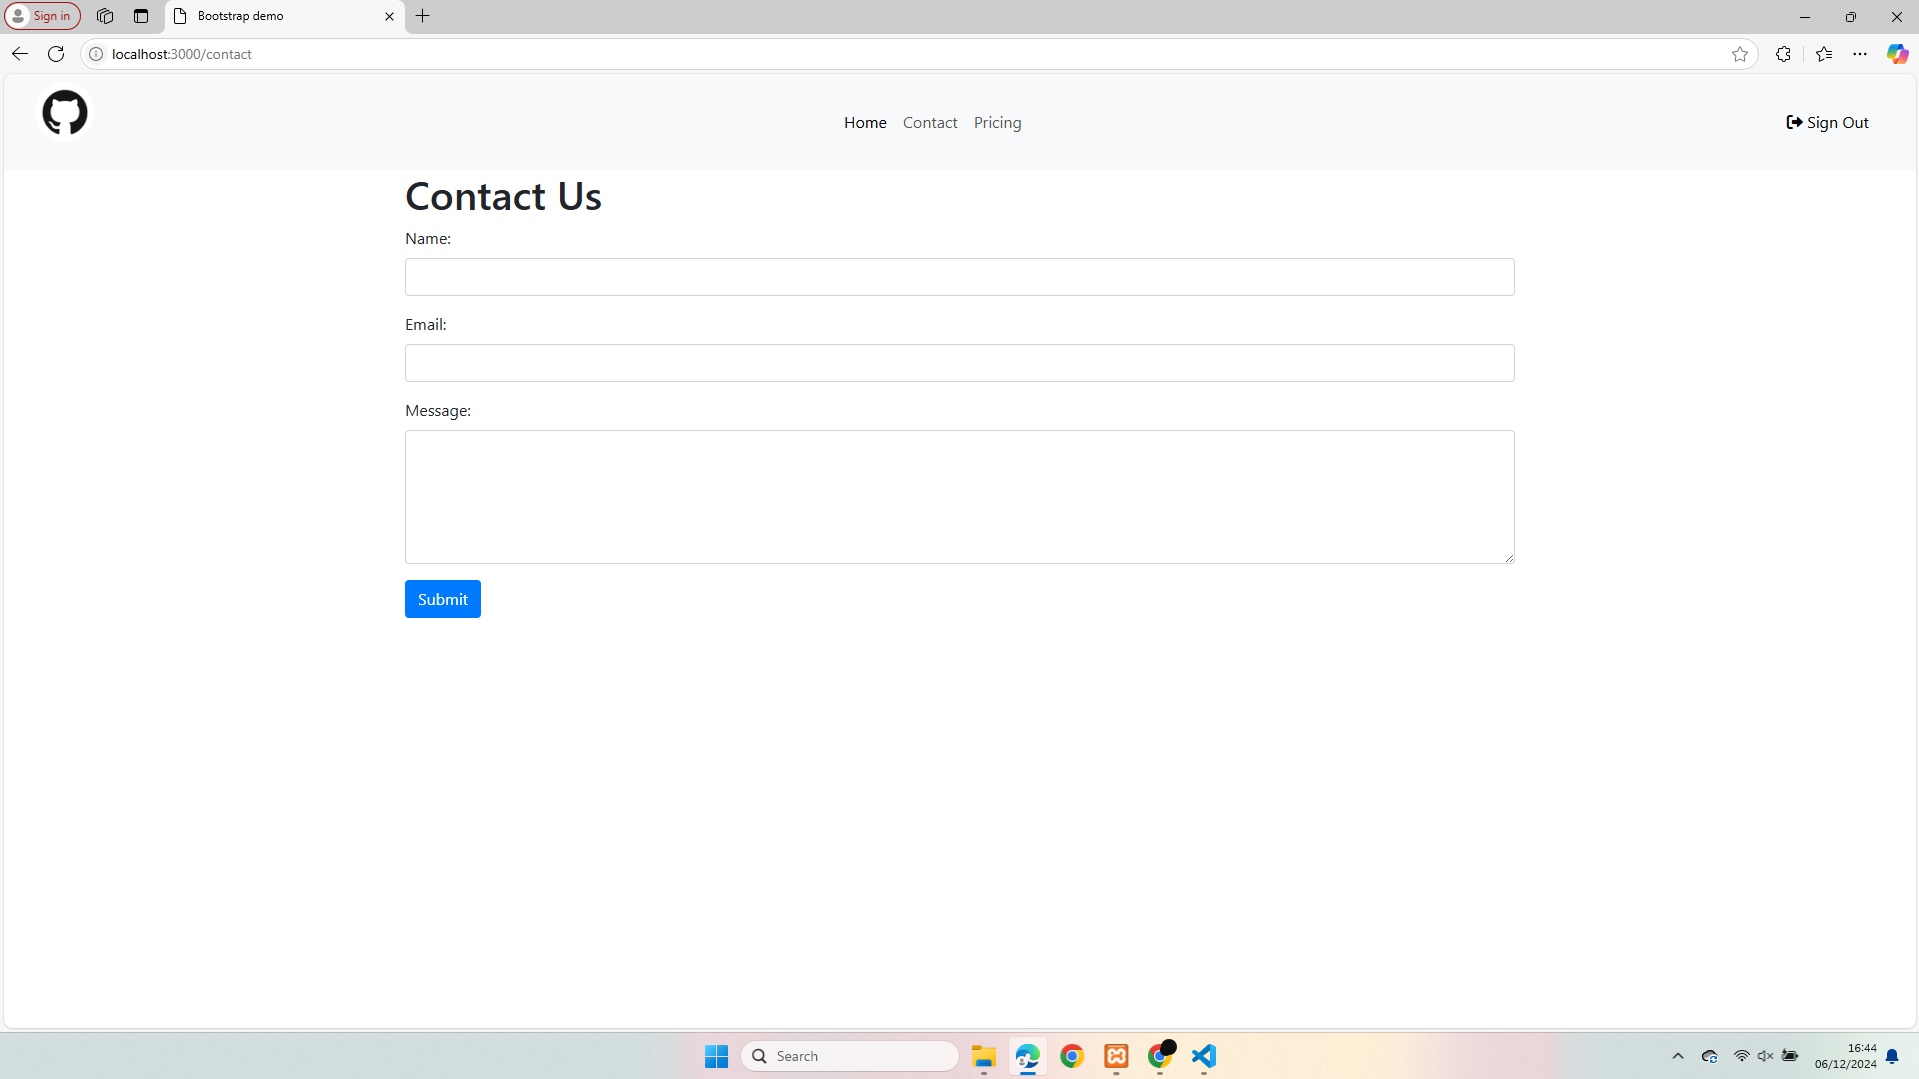 Sign in
Bootstrap demo
localhost:3000/contact
Home Contact Pricing
Sign Out
Contact Us
Name:
Email:
Message:
Submit
Search
16:44
06/12/2024